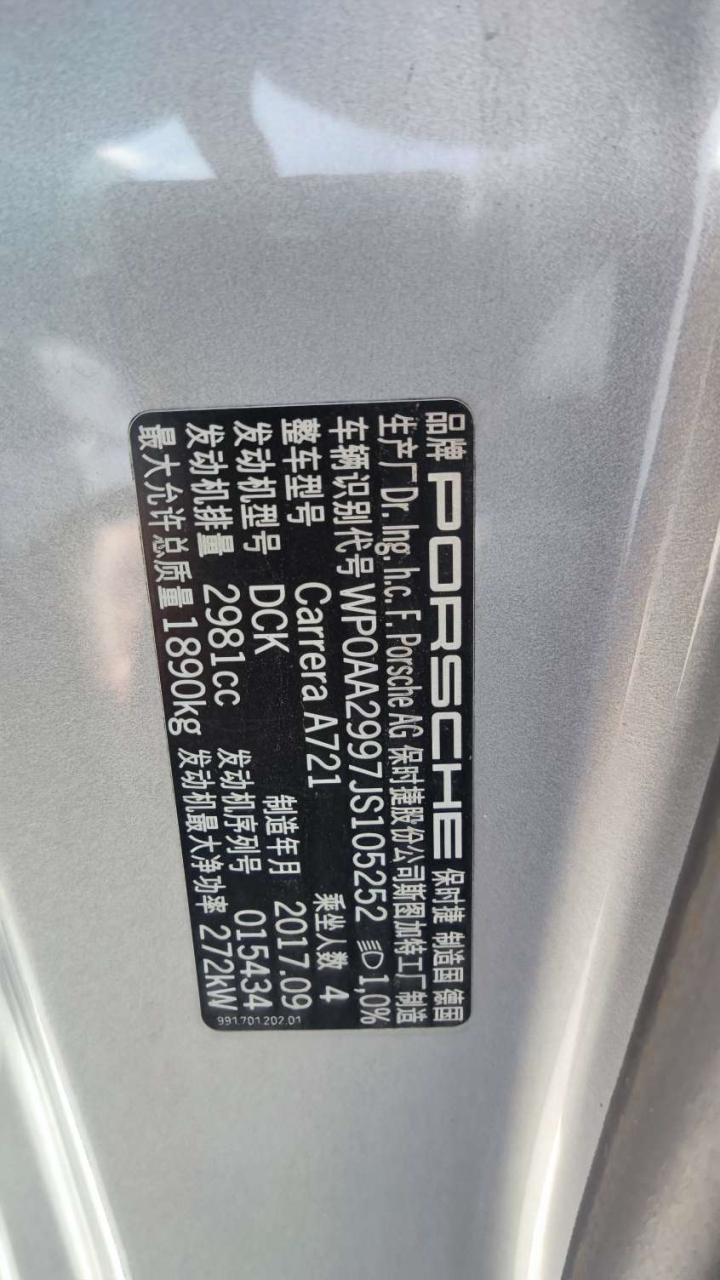 品牌 PORSCHE 保时捷 制造国 德国
生产厂Dr. Ing. h.c. F. Porsche AG 保时捷股份公司斯图加特工厂制造
车辆识别代号 WP0AA2997JS105252 1,0%
整车型号 Carrera A721 乘坐人数 4
发动机型号 DCK 制造年月 2017.09
发动机排量 2981cc 发动机序列号 015434
最大允许总质量 1890kg 发动机最大净功率 272kW
991.701.202.01